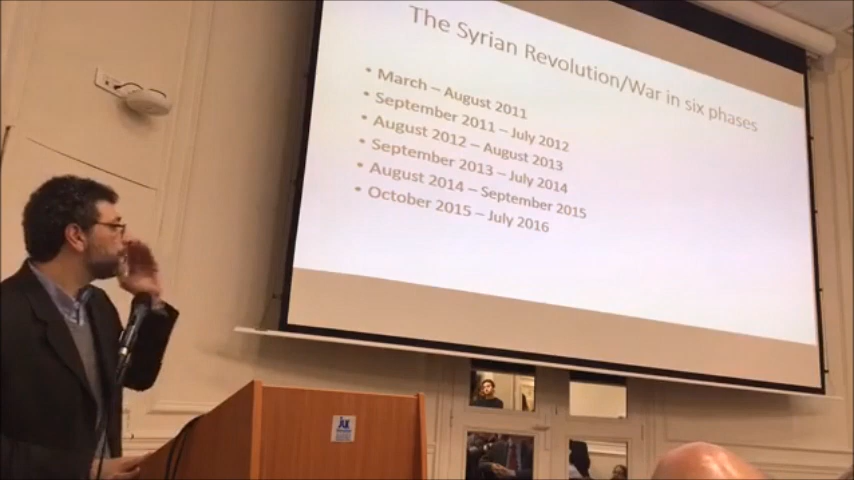 The Syrian Revolution/War in six phases
• March – August 2011
• September 2011 – July 2012
• August 2012 – August 2013
• September 2013 – July 2014
• August 2014 – September 2015
• October 2015 – July 2016